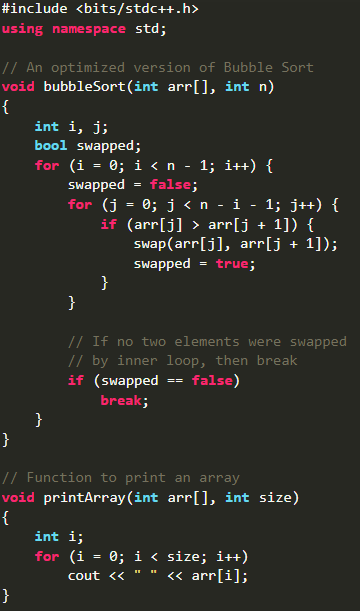 #include <bits/stdc++.h>
using namespace std;

// An optimized version of Bubble Sort
void bubbleSort(int arr[], int n)
{
    int i, j;
    bool swapped;
    for (i = 0; i < n - 1; i++) {
        swapped = false;
        for (j = 0; j < n - i - 1; j++) {
            if (arr[j] > arr[j + 1]) {
                swap(arr[j], arr[j + 1]);
                swapped = true;
            }
        }

        // If no two elements were swapped
        // by inner loop, then break
        if (swapped == false)
            break;
    }
}

// Function to print an array
void printArray(int arr[], int size)
{
    int i;
    for (i = 0; i < size; i++)
        cout << " " << arr[i];
}